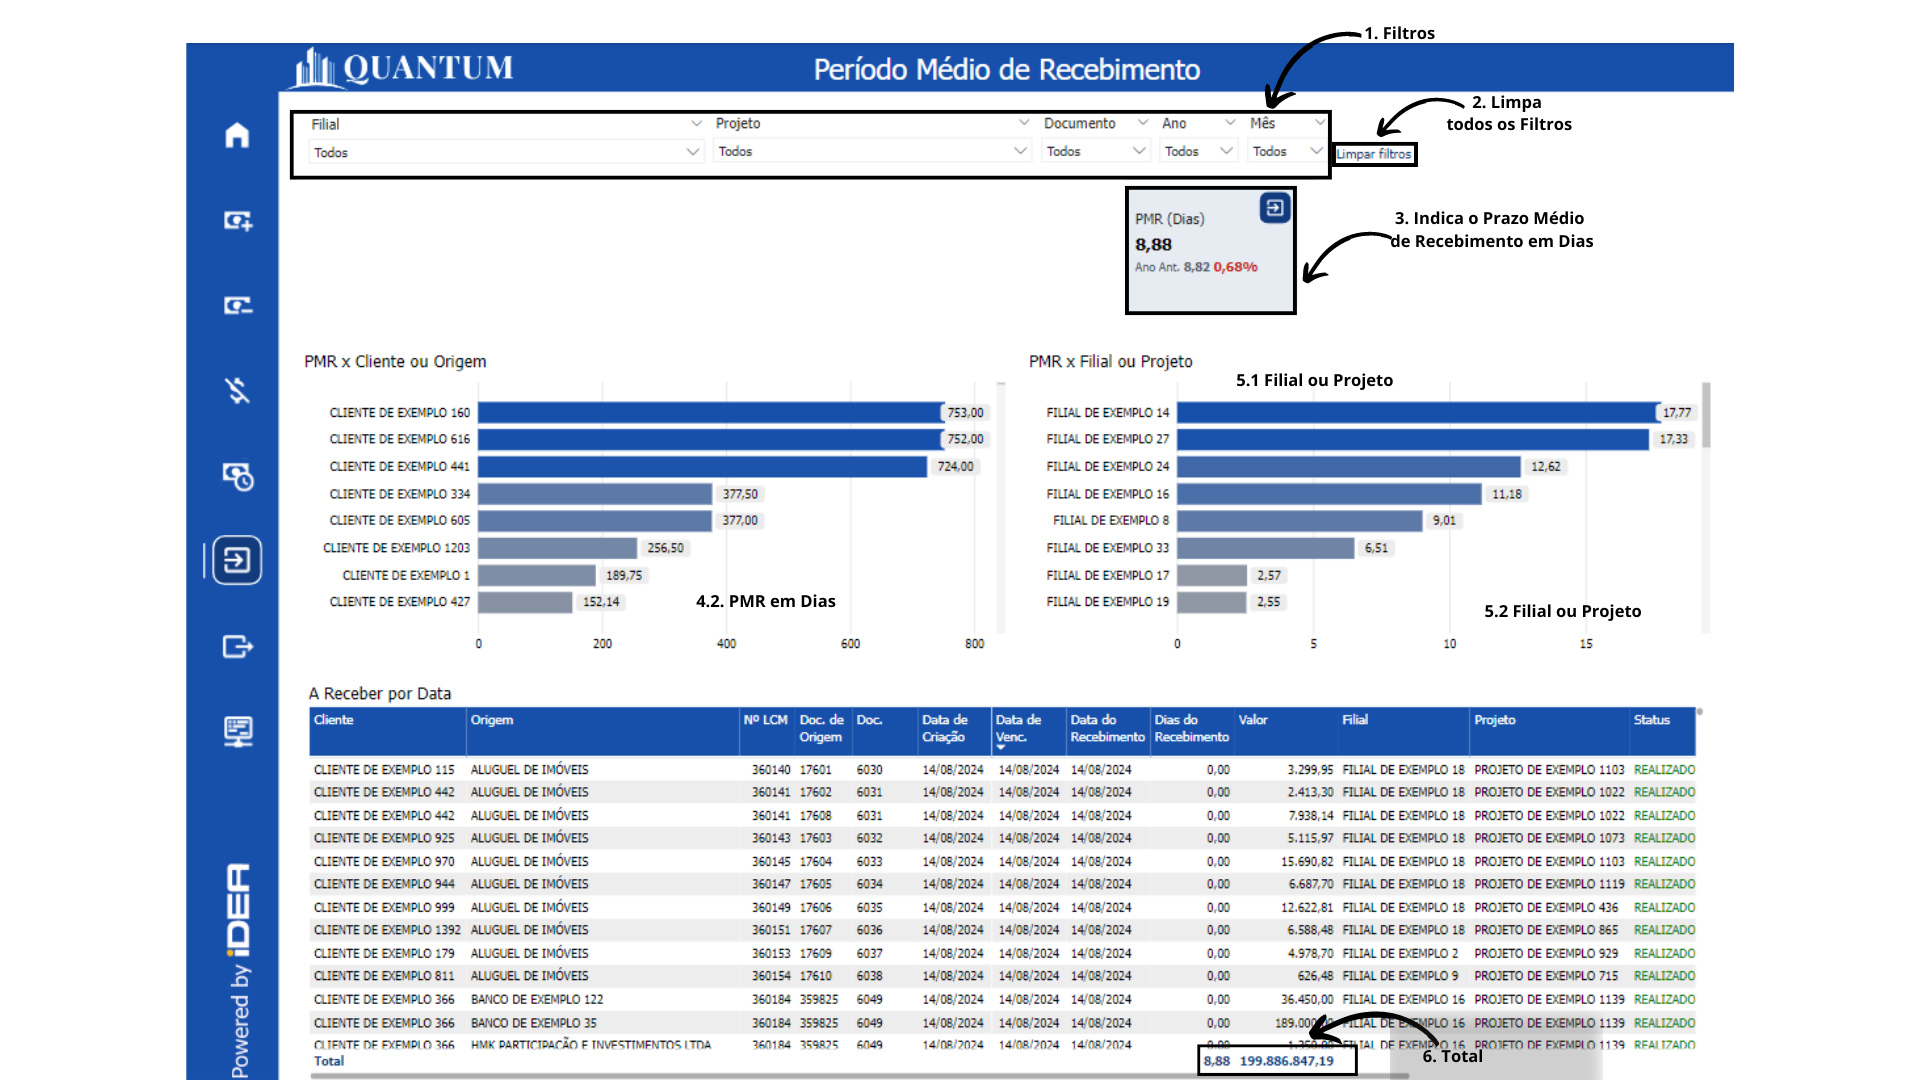 1. Filtros
QUANTUM
Período Médio de Recebimento
2. Limpa
todos os Filtros
Filial
Projeto
Documento
Ano
Mês
Todos
Todos
Todos
Todos
Todos
Limpar filtros
PMR (Dias)
8,88
Ano Ant. 8,82 0,68%
3. Indica o Prazo Médio
de Recebimento em Dias
PMR x Cliente ou Origem
CLIENTE DE EXEMPLO 160 753,00
CLIENTE DE EXEMPLO 616 752,00
CLIENTE DE EXEMPLO 441 724,00
CLIENTE DE EXEMPLO 334 377,50
CLIENTE DE EXEMPLO 605 377,00
CLIENTE DE EXEMPLO 1203 256,50
CLIENTE DE EXEMPLO 1 189,75
CLIENTE DE EXEMPLO 427 152,14
4.2. PMR em Dias
0 200 400 600 800
PMR x Filial ou Projeto
5.1 Filial ou Projeto
FILIAL DE EXEMPLO 14 17,77
FILIAL DE EXEMPLO 27 17,33
FILIAL DE EXEMPLO 24 12,62
FILIAL DE EXEMPLO 16 11,18
FILIAL DE EXEMPLO 8 9,01
FILIAL DE EXEMPLO 33 6,51
FILIAL DE EXEMPLO 17 2,57
FILIAL DE EXEMPLO 19 2,55
5.2 Filial ou Projeto
0 5 10 15
A Receber por Data
Cliente Origem Nº LCM Doc. de Origem Doc. Data de Criação Data de Venc. Data do Recebimento Dias do Recebimento Valor Filial Projeto Status
CLIENTE DE EXEMPLO 115 ALUGUEL DE IMÓVEIS 360140 17601 6030 14/08/2024 14/08/2024 14/08/2024 0,00 3.299,95 FILIAL DE EXEMPLO 18 PROJETO DE EXEMPLO 1103 REALIZADO
CLIENTE DE EXEMPLO 442 ALUGUEL DE IMÓVEIS 360141 17602 6031 14/08/2024 14/08/2024 14/08/2024 0,00 2.413,30 FILIAL DE EXEMPLO 18 PROJETO DE EXEMPLO 1022 REALIZADO
CLIENTE DE EXEMPLO 442 ALUGUEL DE IMÓVEIS 360141 17608 6031 14/08/2024 14/08/2024 14/08/2024 0,00 7.938,14 FILIAL DE EXEMPLO 18 PROJETO DE EXEMPLO 1022 REALIZADO
CLIENTE DE EXEMPLO 925 ALUGUEL DE IMÓVEIS 360143 17603 6032 14/08/2024 14/08/2024 14/08/2024 0,00 5.115,97 FILIAL DE EXEMPLO 18 PROJETO DE EXEMPLO 1073 REALIZADO
CLIENTE DE EXEMPLO 970 ALUGUEL DE IMÓVEIS 360145 17604 6033 14/08/2024 14/08/2024 14/08/2024 0,00 15.690,82 FILIAL DE EXEMPLO 18 PROJETO DE EXEMPLO 1103 REALIZADO
CLIENTE DE EXEMPLO 944 ALUGUEL DE IMÓVEIS 360147 17605 6034 14/08/2024 14/08/2024 14/08/2024 0,00 6.687,70 FILIAL DE EXEMPLO 18 PROJETO DE EXEMPLO 1119 REALIZADO
CLIENTE DE EXEMPLO 999 ALUGUEL DE IMÓVEIS 360149 17606 6035 14/08/2024 14/08/2024 14/08/2024 0,00 12.622,81 FILIAL DE EXEMPLO 18 PROJETO DE EXEMPLO 436 REALIZADO
CLIENTE DE EXEMPLO 1392 ALUGUEL DE IMÓVEIS 360151 17607 6036 14/08/2024 14/08/2024 14/08/2024 0,00 6.588,48 FILIAL DE EXEMPLO 18 PROJETO DE EXEMPLO 865 REALIZADO
CLIENTE DE EXEMPLO 179 ALUGUEL DE IMÓVEIS 360153 17609 6037 14/08/2024 14/08/2024 14/08/2024 0,00 4.978,70 FILIAL DE EXEMPLO 2 PROJETO DE EXEMPLO 929 REALIZADO
CLIENTE DE EXEMPLO 811 ALUGUEL DE IMÓVEIS 360154 17610 6038 14/08/2024 14/08/2024 14/08/2024 0,00 626,48 FILIAL DE EXEMPLO 9 PROJETO DE EXEMPLO 715 REALIZADO
CLIENTE DE EXEMPLO 366 BANCO DE EXEMPLO 122 360184 359825 6049 14/08/2024 14/08/2024 14/08/2024 0,00 36.450,00 FILIAL DE EXEMPLO 16 PROJETO DE EXEMPLO 1139 REALIZADO
CLIENTE DE EXEMPLO 366 BANCO DE EXEMPLO 35 360184 359825 6049 14/08/2024 14/08/2024 14/08/2024 0,00 FILIAL DE EXEMPLO 16 PROJETO DE EXEMPLO 1139 REALIZADO
CLIENTE DE EXEMPLO 366 HMK PARTICIPAÇÃO E INVESTIMENTOS LTDA 360184 359825 6049 14/08/2024 14/08/2024 14/08/2024 0,00 FILIAL DE EXEMPLO 16 PROJETO DE EXEMPLO 1139 REALIZADO
Total 8,88 199.886.847,19
6. Total
Powered by iDEA